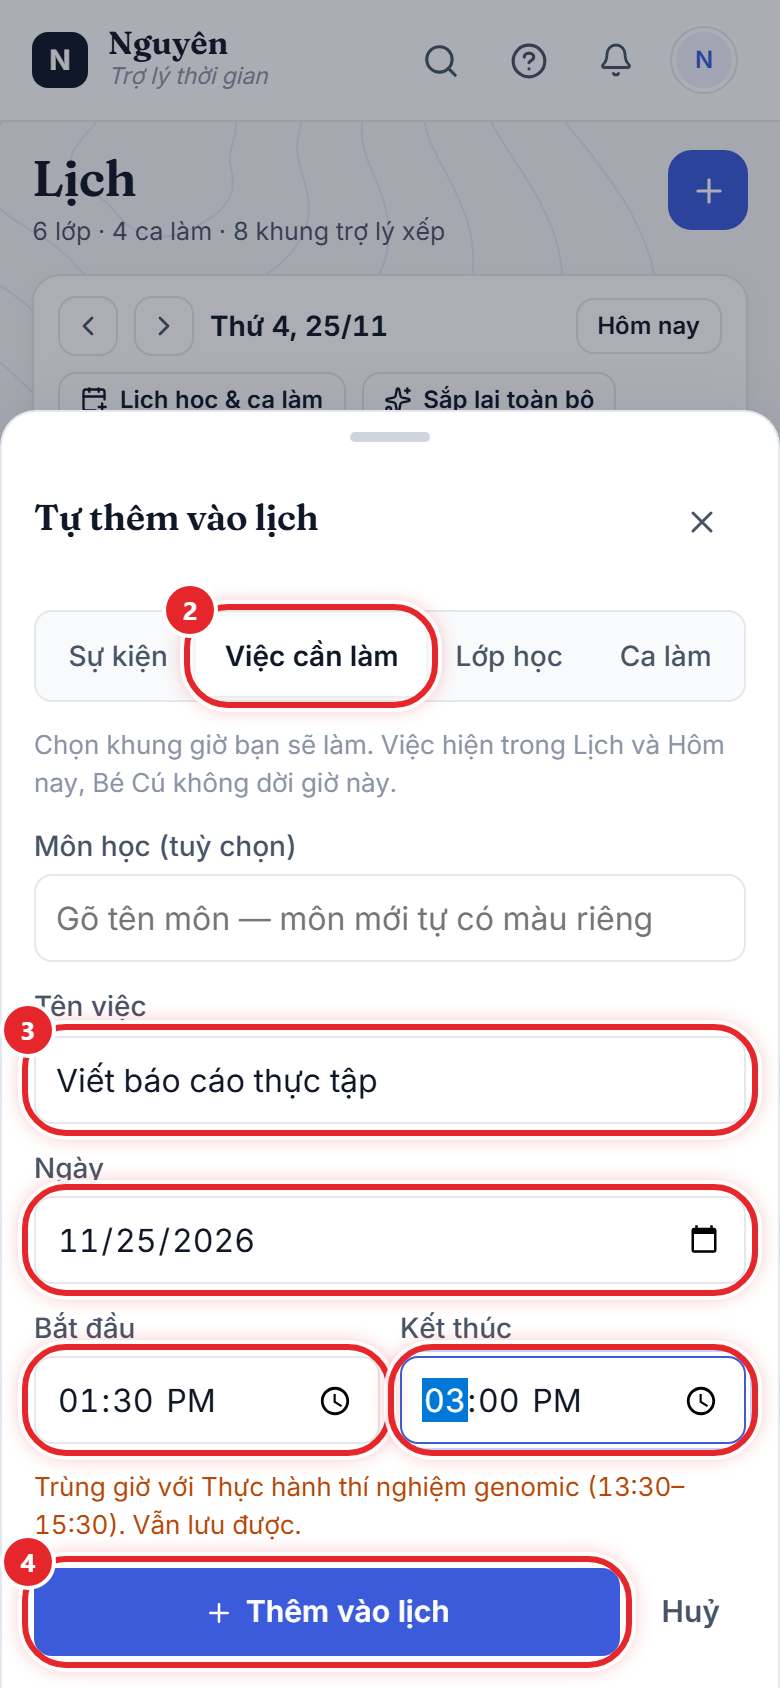 N
Nguyên
Trợ lý thời gian
N
Lịch
6 lớp · 4 ca làm · 8 khung trợ lý xếp
Thứ 4, 25/11
Hôm nay
Lịch học & ca làm
Sắp lại toàn bộ
Tự thêm vào lịch
2
Sự kiện
Việc cần làm
Lớp học
Ca làm
Chọn khung giờ bạn sẽ làm. Việc hiện trong Lịch và Hôm
nay, Bé Cú không dời giờ này.
Môn học (tuỳ chọn)
Gõ tên môn — môn mới tự có màu riêng
Tên việc
3
Viết báo cáo thực tập
Ngày
11/25/2026
Bắt đầu
Kết thúc
01:30 PM
03:00 PM
Trùng giờ với Thực hành thí nghiệm genomic (13:30–
15:30). Vẫn lưu được.
4
+ Thêm vào lịch
Huỷ